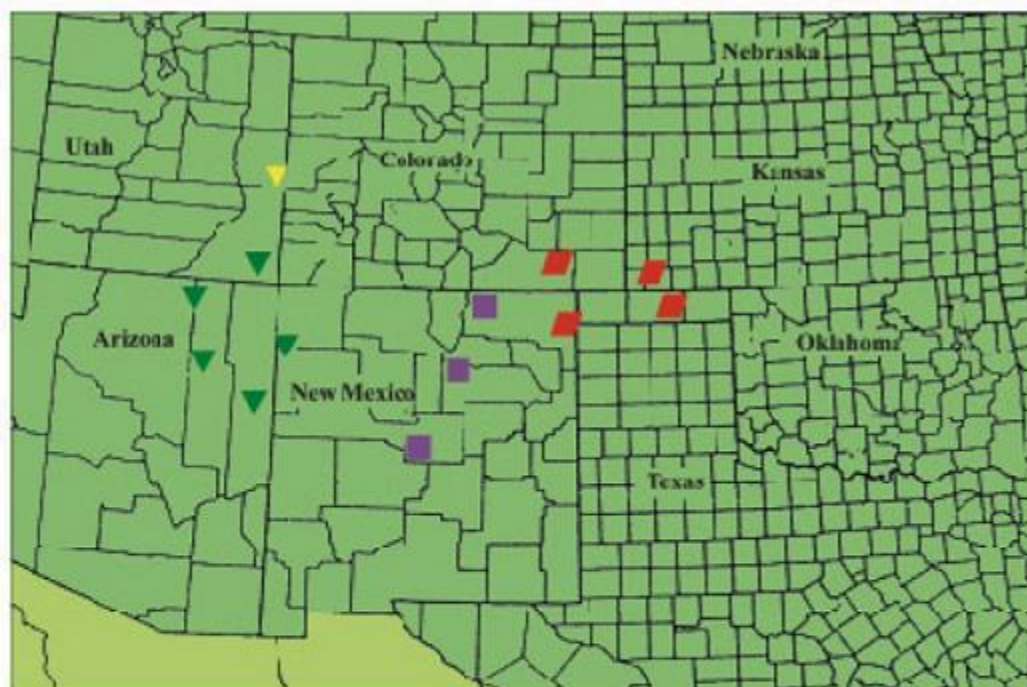 Nebraska
Utah
Colorado
Kansas
Arizona
Oklahoma
New Mexico
Texas